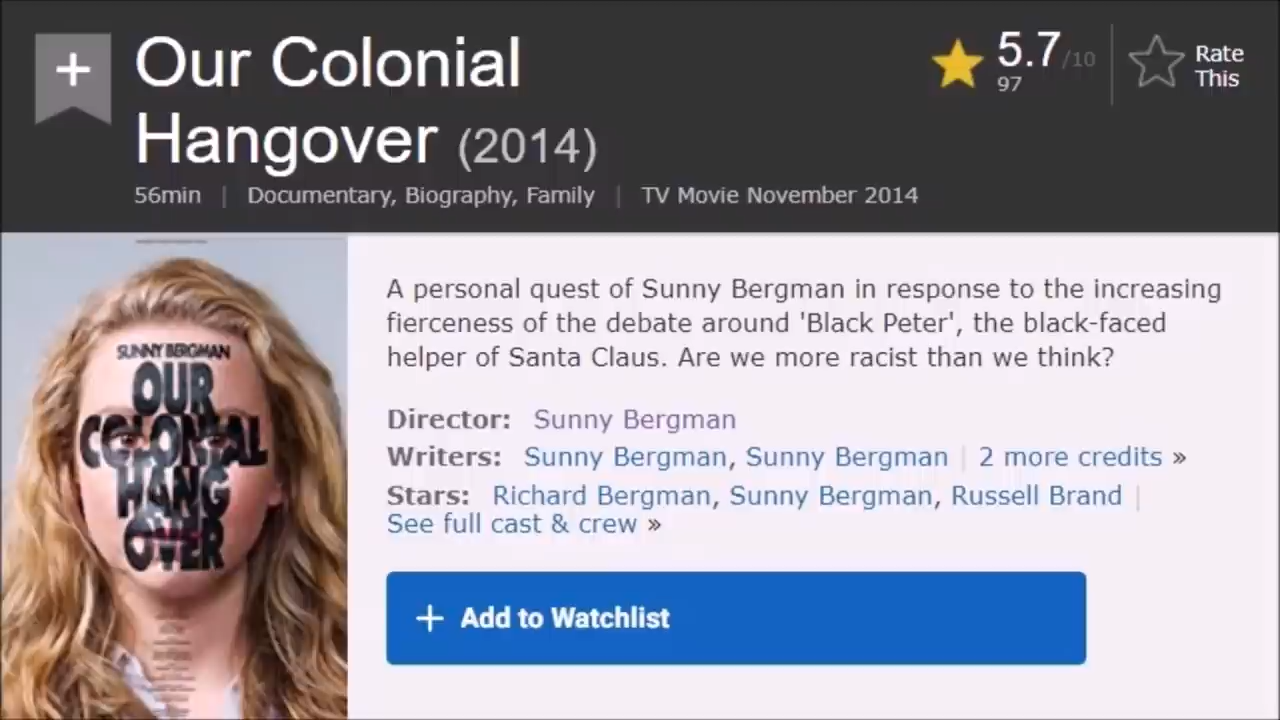 + Our Colonial
Hangover (2014)
5.7/10
97
Rate
This
56min | Documentary, Biography, Family | TV Movie November 2014
SUNNY BERGMAN
OUR
COLONIAL
HANG
OVER
A personal quest of Sunny Bergman in response to the increasing
fierceness of the debate around 'Black Peter', the black-faced
helper of Santa Claus. Are we more racist than we think?
Director: Sunny Bergman
Writers: Sunny Bergman, Sunny Bergman | 2 more credits »
Stars: Richard Bergman, Sunny Bergman, Russell Brand |
See full cast & crew »
+ Add to Watchlist